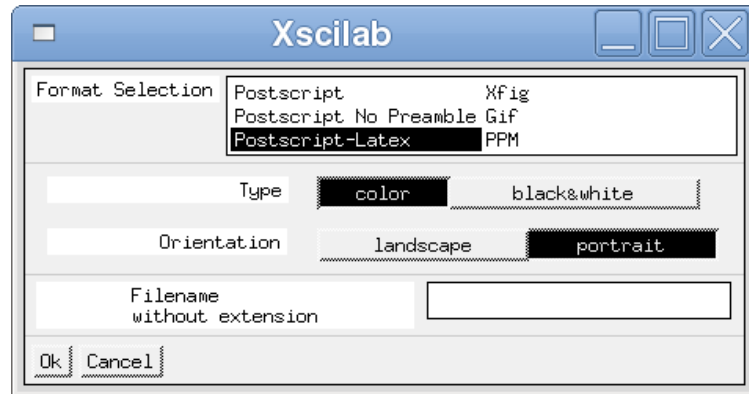 Xscilab
Format Selection
Postscript Xfig
Postscript No Preamble Gif
Postscript-Latex PPM
Type color black&white
Orientation landscape portrait
Filename
without extension
Ok Cancel